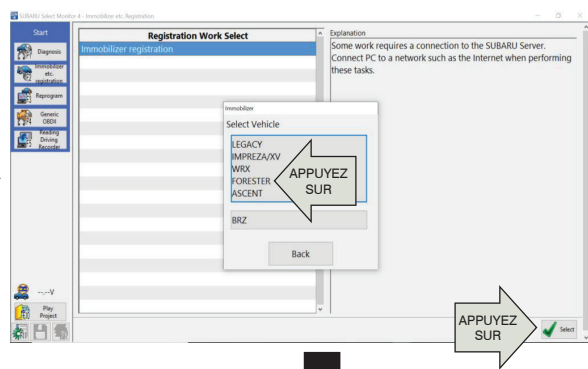 SUBARU Select Monitor 4 - Immobilizer etc. Registration
Start
Diagnosis
Immobilizer
etc.
registration
Reprogram
Generic
OBDII
Reading
Driving
Recorder
--.--V
Play
Project
Registration Work Select
Immobilizer registration
Explanation
Some work requires a connection to the SUBARU Server.
Connect PC to a network such as the Internet when performing
these tasks.
Immobilizer
Select Vehicle
LEGACY
IMPREZA/XV
WRX
FORESTER
ASCENT
BRZ
Back
APPUYEZ
SUR
APPUYEZ
SUR
Select